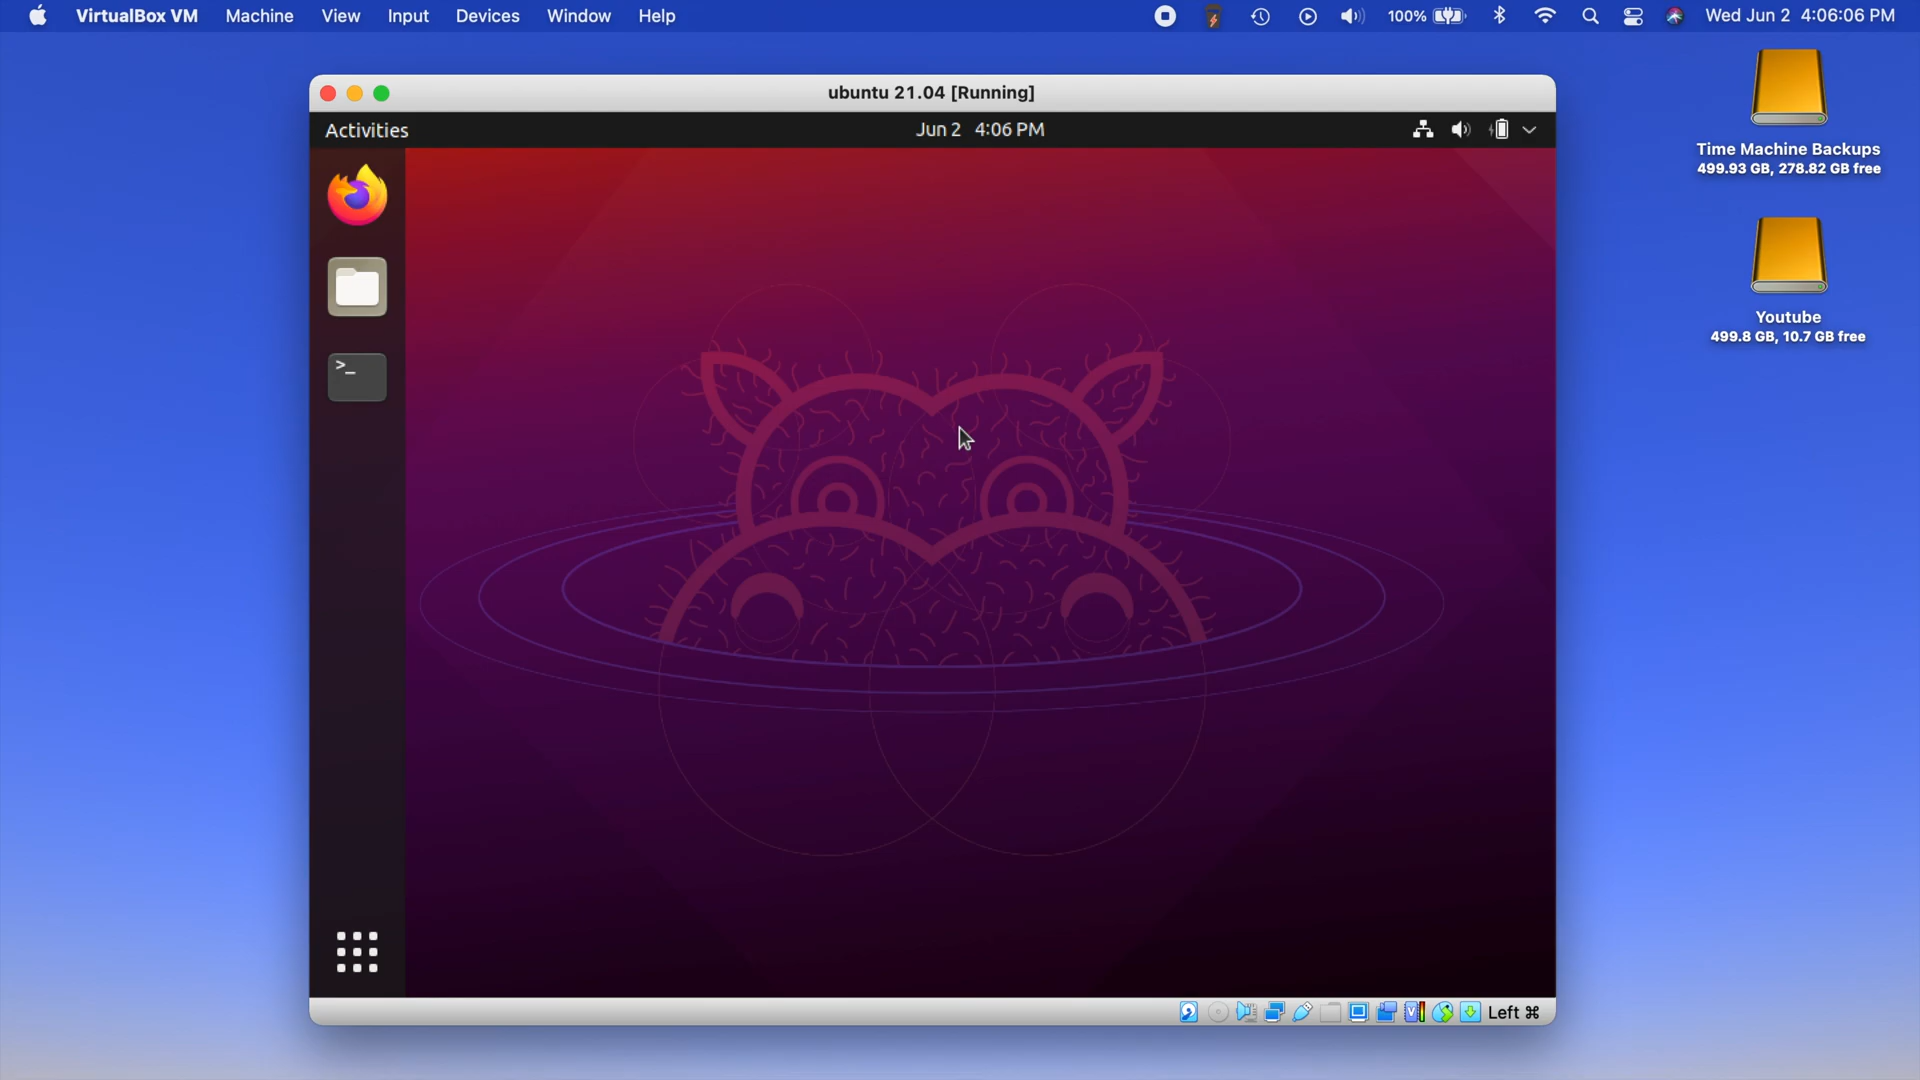 VirtualBox VM Machine View Input Devices Window Help 100% Wed Jun 2 4:06:06 PM
ubuntu 21.04 [Running]
Activities Jun 2 4:06 PM
>_
Time Machine Backups
499.93 GB, 278.82 GB free
Youtube
499.8 GB, 10.7 GB free
Left ⌘